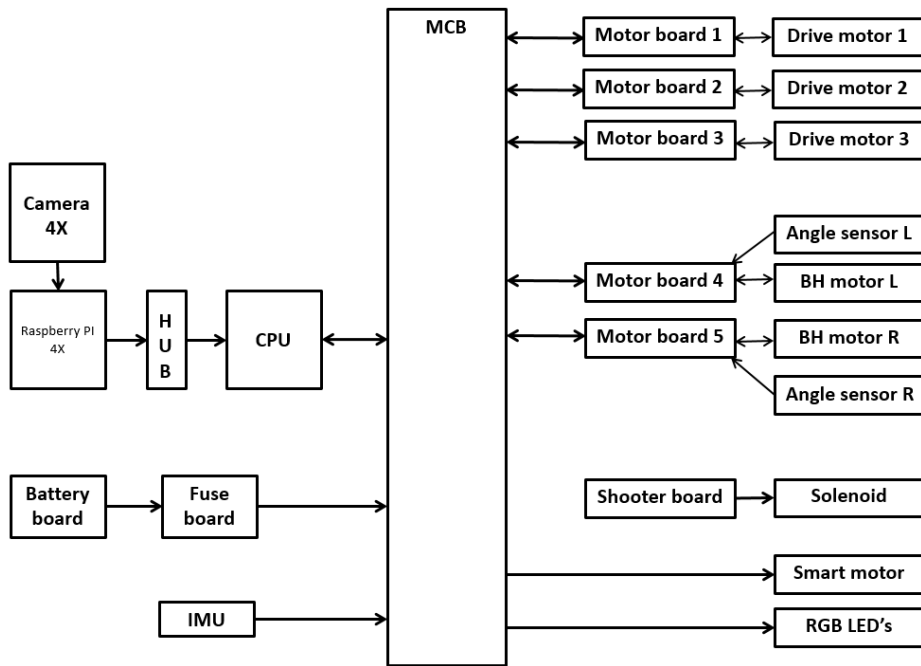 MCB
Motor board 1
Drive motor 1
Motor board 2
Drive motor 2
Motor board 3
Drive motor 3
Camera
4X
Angle sensor L
Motor board 4
BH motor L
Raspberry PI
4X
H
U
B
CPU
Motor board 5
BH motor R
Angle sensor R
Battery
board
Fuse
board
Shooter board
Solenoid
Smart motor
IMU
RGB LED’s